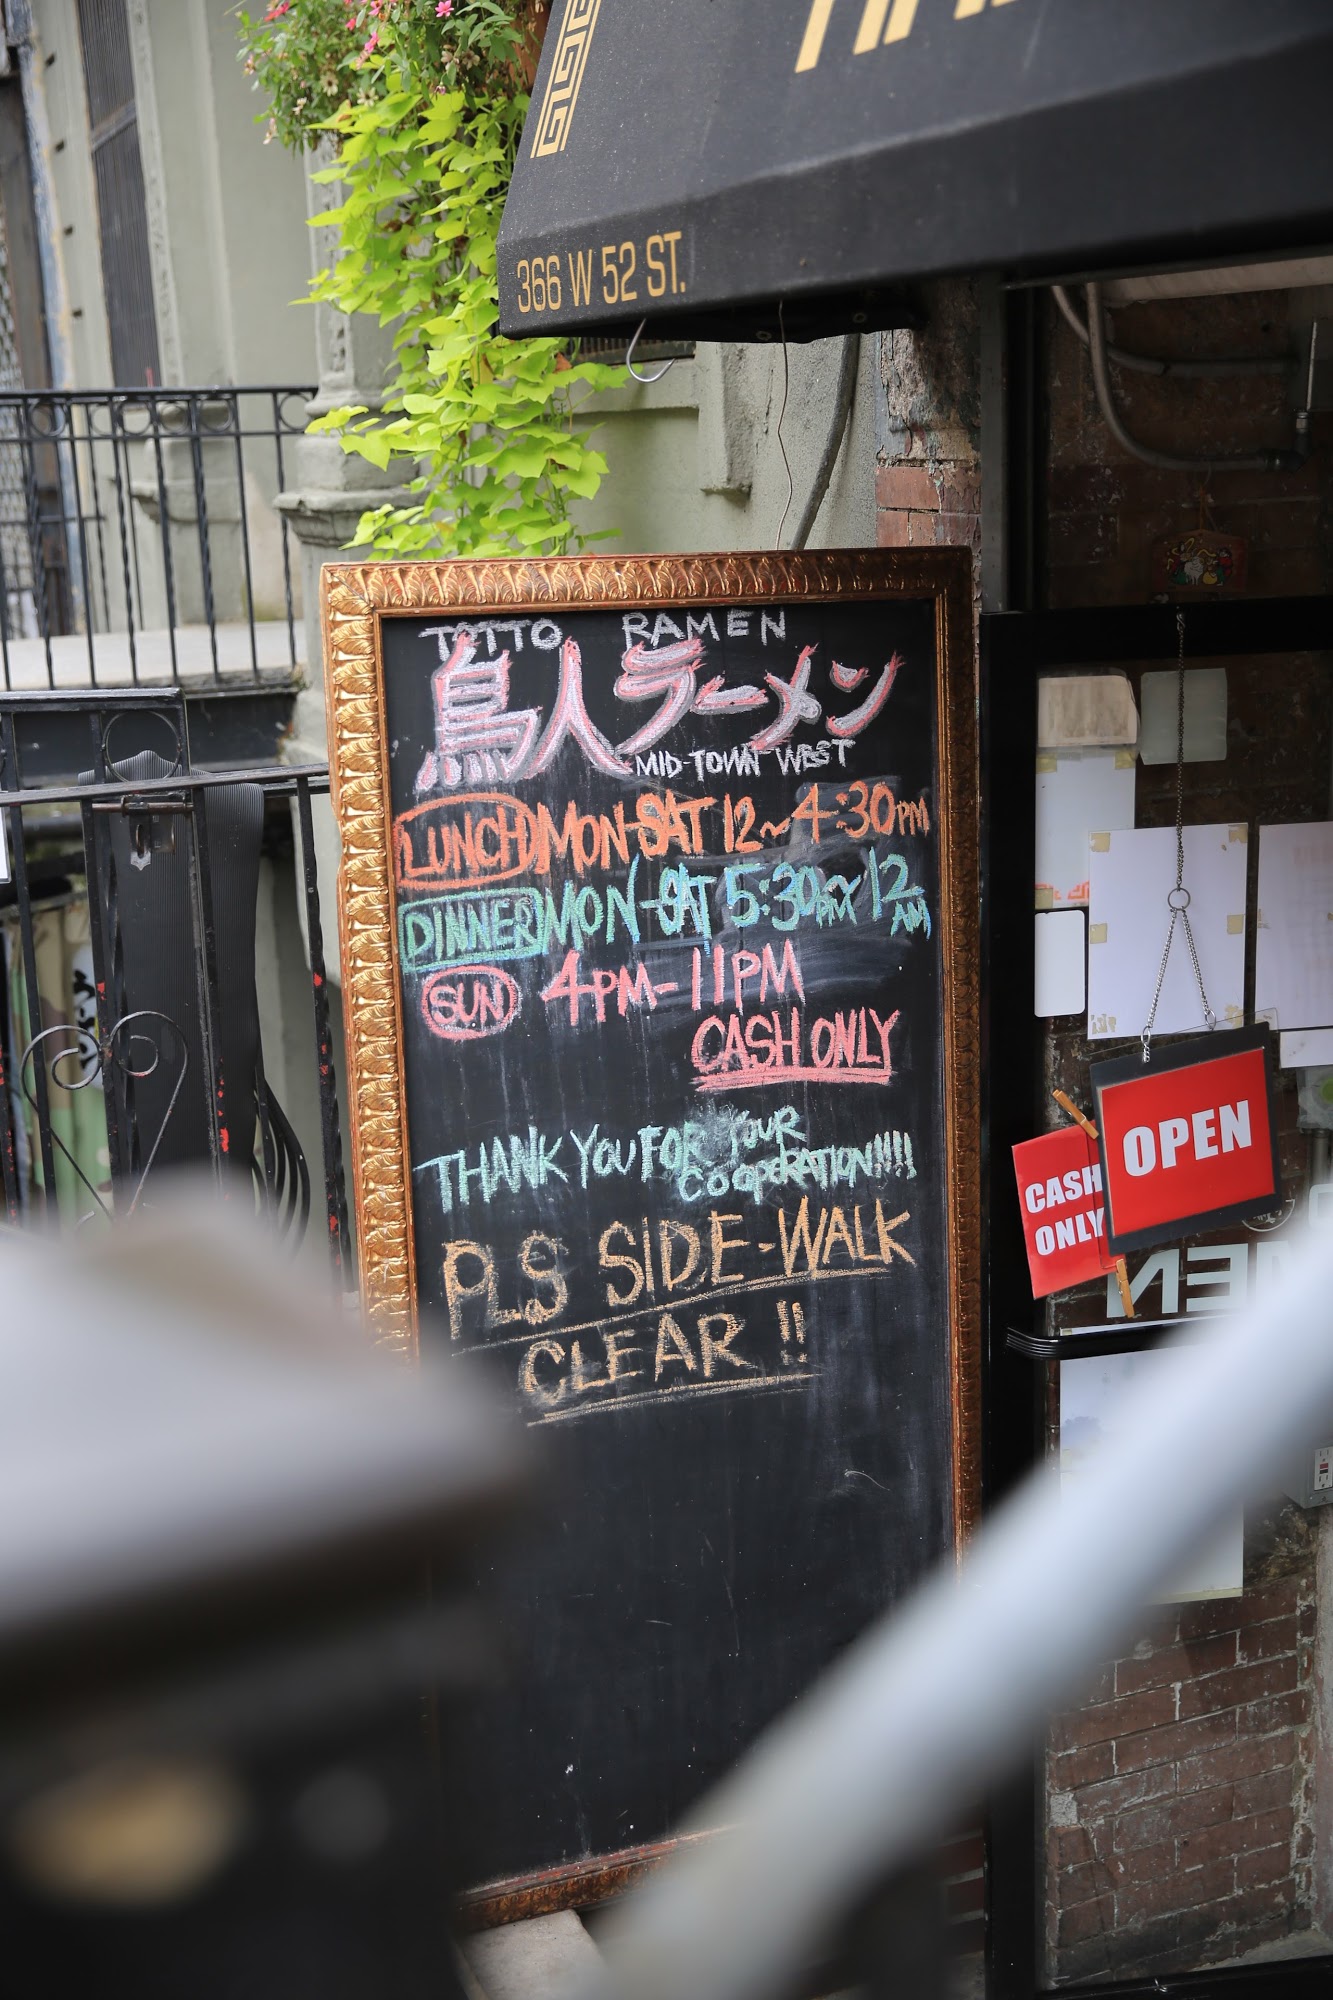 366 W 52 ST.
TOTTO RAMEN
鳥人ラーメン
MID-TOWN WEST
LUNCH MON-SAT 12~4:30PM
DINNER MON-SAT 5:30PM~12AM
SUN 4PM-11PM
CASH ONLY
THANK YOU FOR YOUR
COOPERATION!!!!
PLS SIDE-WALK
CLEAR!!
OPEN
CASH
ONLY